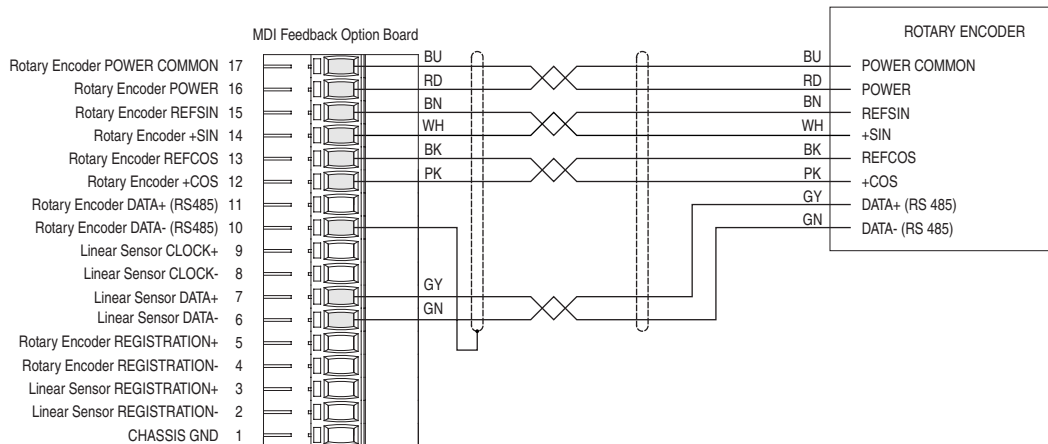 MDI Feedback Option Board
ROTARY ENCODER
Rotary Encoder POWER COMMON 17 BU BU POWER COMMON
Rotary Encoder POWER 16 RD RD POWER
Rotary Encoder REFSIN 15 BN BN REFSIN
Rotary Encoder +SIN 14 WH WH +SIN
Rotary Encoder REFCOS 13 BK BK REFCOS
Rotary Encoder +COS 12 PK PK +COS
Rotary Encoder DATA+ (RS485) 11 GY DATA+ (RS 485)
Rotary Encoder DATA- (RS485) 10 GN DATA- (RS 485)
Linear Sensor CLOCK+ 9
Linear Sensor CLOCK- 8
Linear Sensor DATA+ 7 GY
Linear Sensor DATA- 6 GN
Rotary Encoder REGISTRATION+ 5
Rotary Encoder REGISTRATION- 4
Linear Sensor REGISTRATION+ 3
Linear Sensor REGISTRATION- 2
CHASSIS GND 1